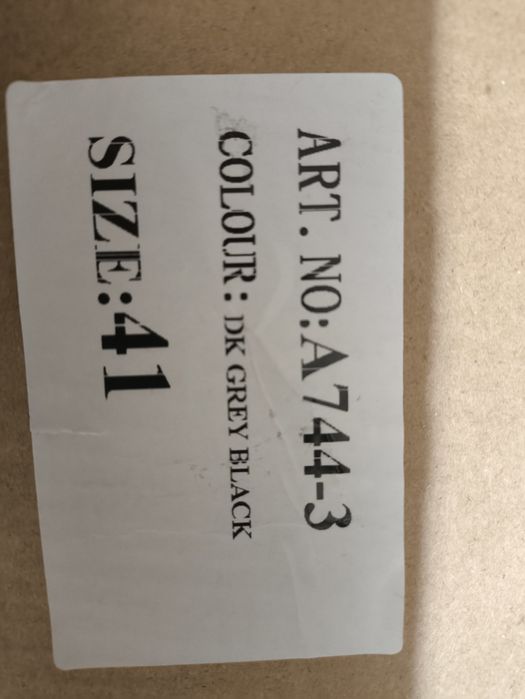 ART. NO:A744-3
COLOUR: DK GREY BLACK
SIZE:41